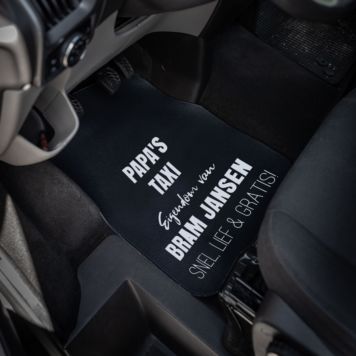 PAPA'S
TAXI
Eigendom van
BRAM JANSEN
SNEL, LIEF & GRATIS!